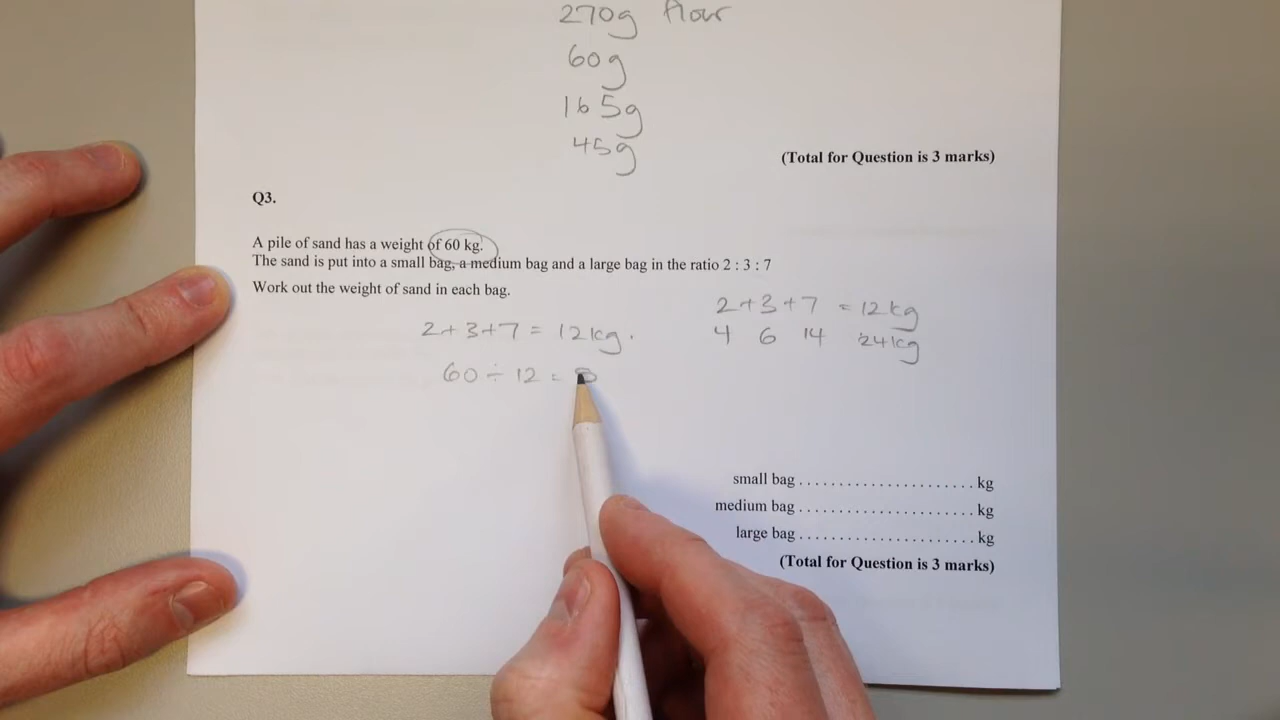 270g flour
60g
165g
45g
(Total for Question is 3 marks)
Q3.
A pile of sand has a weight of 60 kg.
The sand is put into a small bag, a medium bag and a large bag in the ratio 2 : 3 : 7
Work out the weight of sand in each bag.
2+3+7 = 12kg
4 6 14 24kg
2+3+7 = 12kg.
60 ÷ 12 =
small bag ...................... kg
medium bag ...................... kg
large bag ...................... kg
(Total for Question is 3 marks)